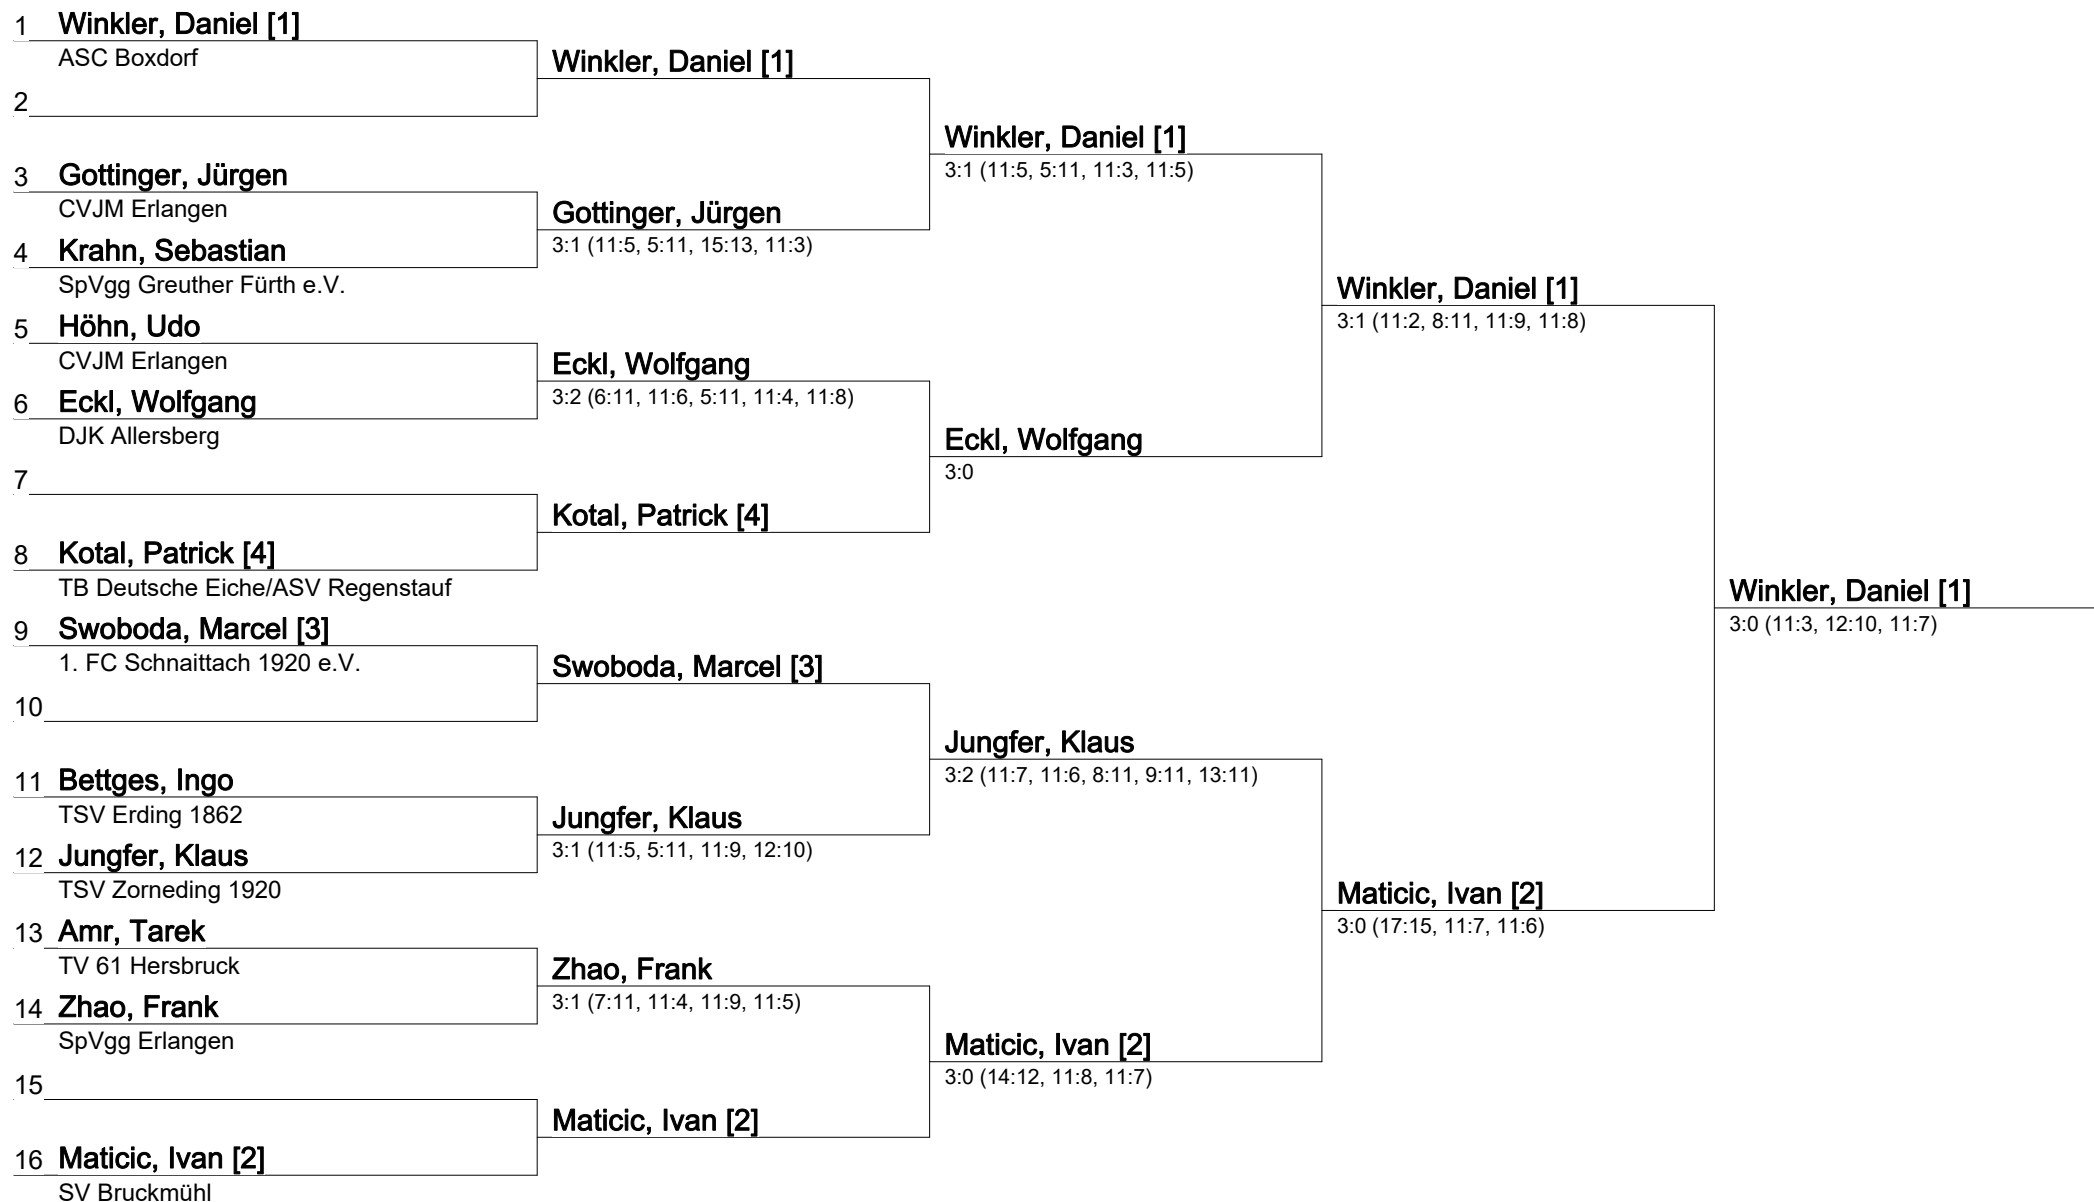 1 Winkler, Daniel [1]
ASC Boxdorf
2
3 Gottinger, Jürgen
CVJM Erlangen
4 Krahn, Sebastian
SpVgg Greuther Fürth e.V.
5 Höhn, Udo
CVJM Erlangen
6 Eckl, Wolfgang
DJK Allersberg
7
8 Kotal, Patrick [4]
TB Deutsche Eiche/ASV Regenstauf
9 Swoboda, Marcel [3]
1. FC Schnaittach 1920 e.V.
10
11 Bettges, Ingo
TSV Erding 1862
12 Jungfer, Klaus
TSV Zorneding 1920
13 Amr, Tarek
TV 61 Hersbruck
14 Zhao, Frank
SpVgg Erlangen
15
16 Maticic, Ivan [2]
SV Bruckmühl
Winkler, Daniel [1]
Gottinger, Jürgen
3:1 (11:5, 5:11, 15:13, 11:3)
Eckl, Wolfgang
3:2 (6:11, 11:6, 5:11, 11:4, 11:8)
Kotal, Patrick [4]
Swoboda, Marcel [3]
Jungfer, Klaus
3:1 (11:5, 5:11, 11:9, 12:10)
Zhao, Frank
3:1 (7:11, 11:4, 11:9, 11:5)
Maticic, Ivan [2]
Winkler, Daniel [1]
3:1 (11:5, 5:11, 11:3, 11:5)
Eckl, Wolfgang
3:0
Jungfer, Klaus
3:2 (11:7, 11:6, 8:11, 9:11, 13:11)
Maticic, Ivan [2]
3:0 (14:12, 11:8, 11:7)
Winkler, Daniel [1]
3:1 (11:2, 8:11, 11:9, 11:8)
Maticic, Ivan [2]
3:0 (17:15, 11:7, 11:6)
Winkler, Daniel [1]
3:0 (11:3, 12:10, 11:7)